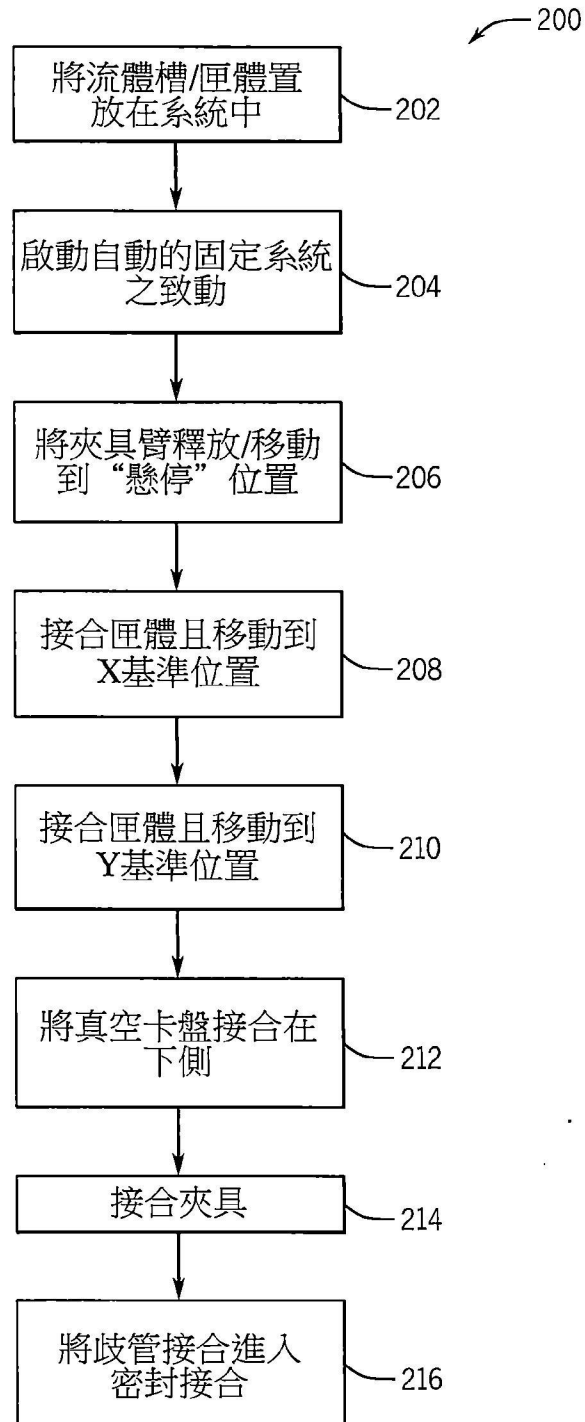 200
將流體槽/匣體置
放在系統中
202
啟動自動的固定系統
之致動
204
將夾具臂釋放/移動
到“懸停”位置
206
接合匣體且移動到
X基準位置
208
接合匣體且移動到
Y基準位置
210
將真空卡盤接合在
下側
212
接合夾具
214
將歧管接合進入
密封接合
216